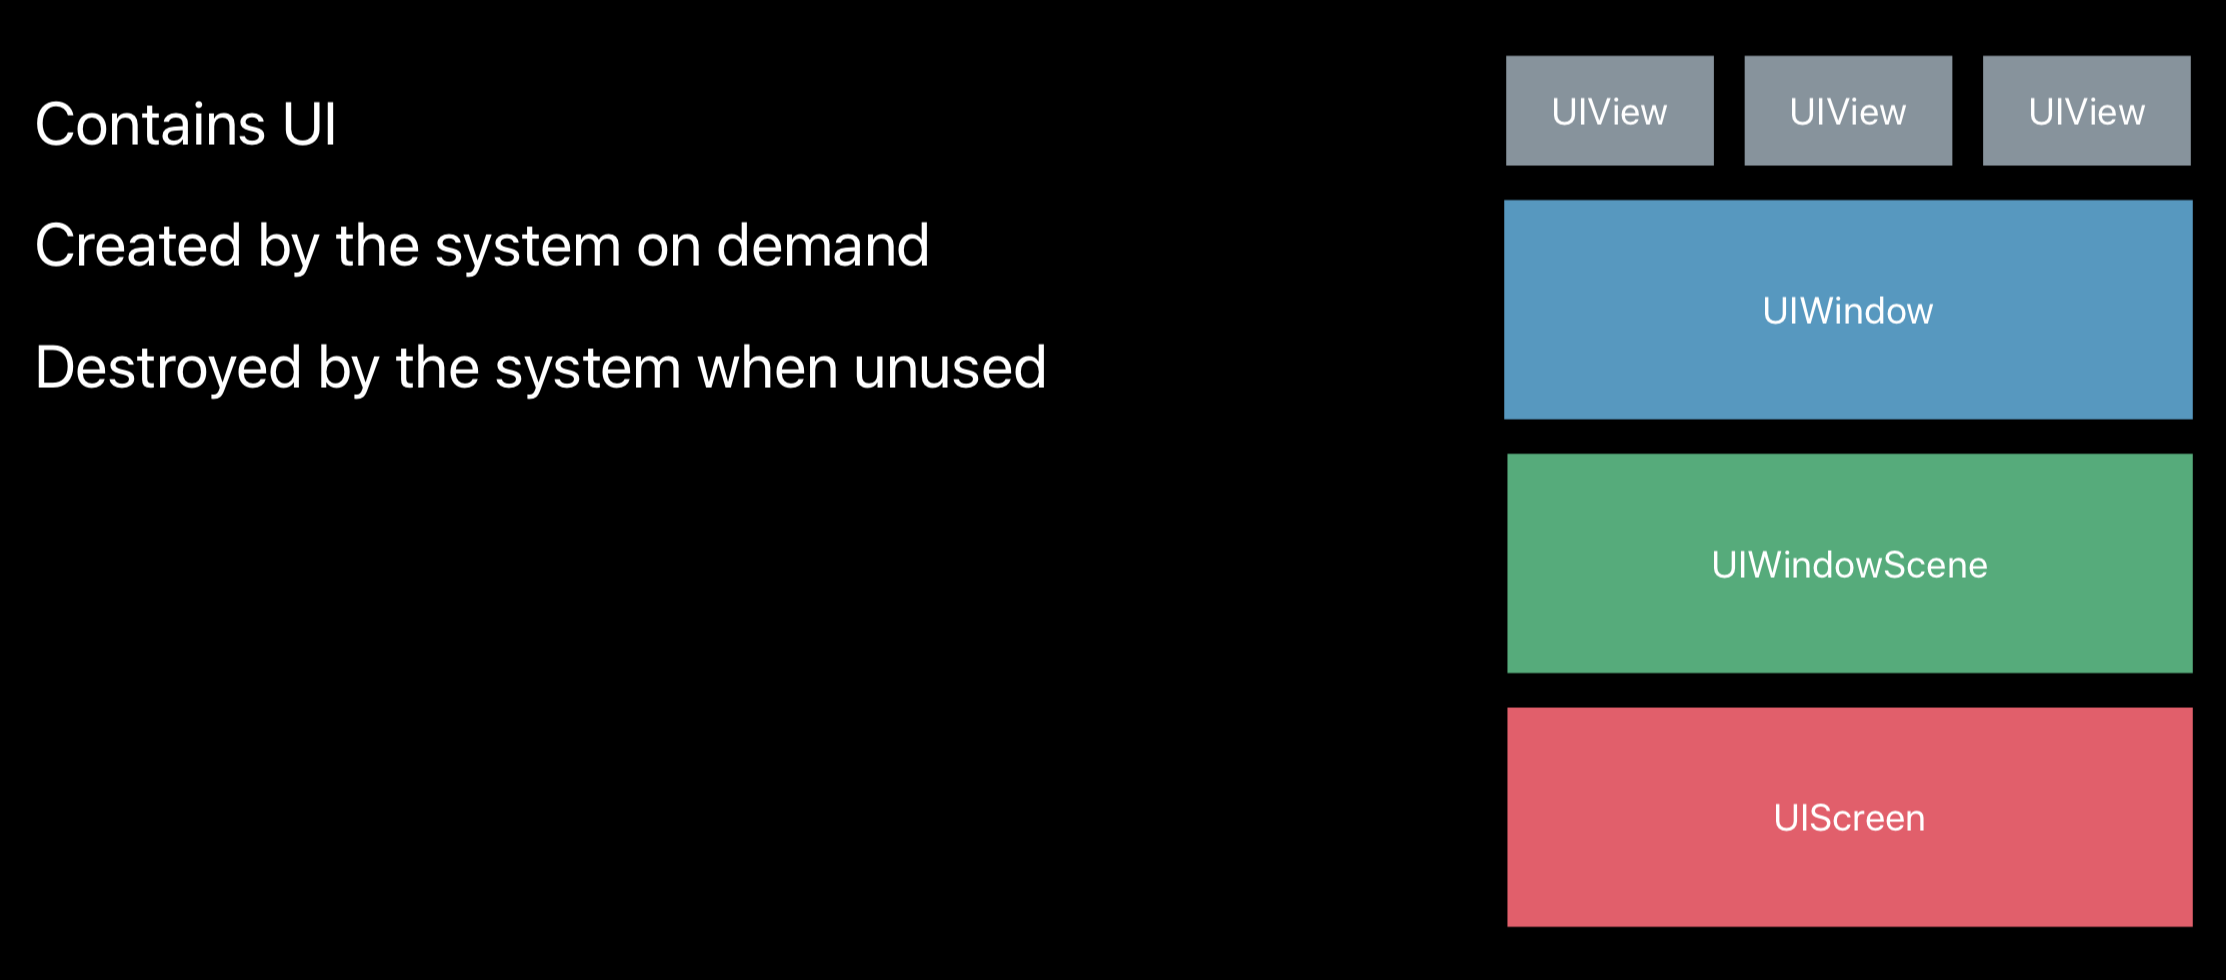 Contains UI
Created by the system on demand
Destroyed by the system when unused
UIView UIView UIView
UIWindow
UIWindowScene
UIScreen